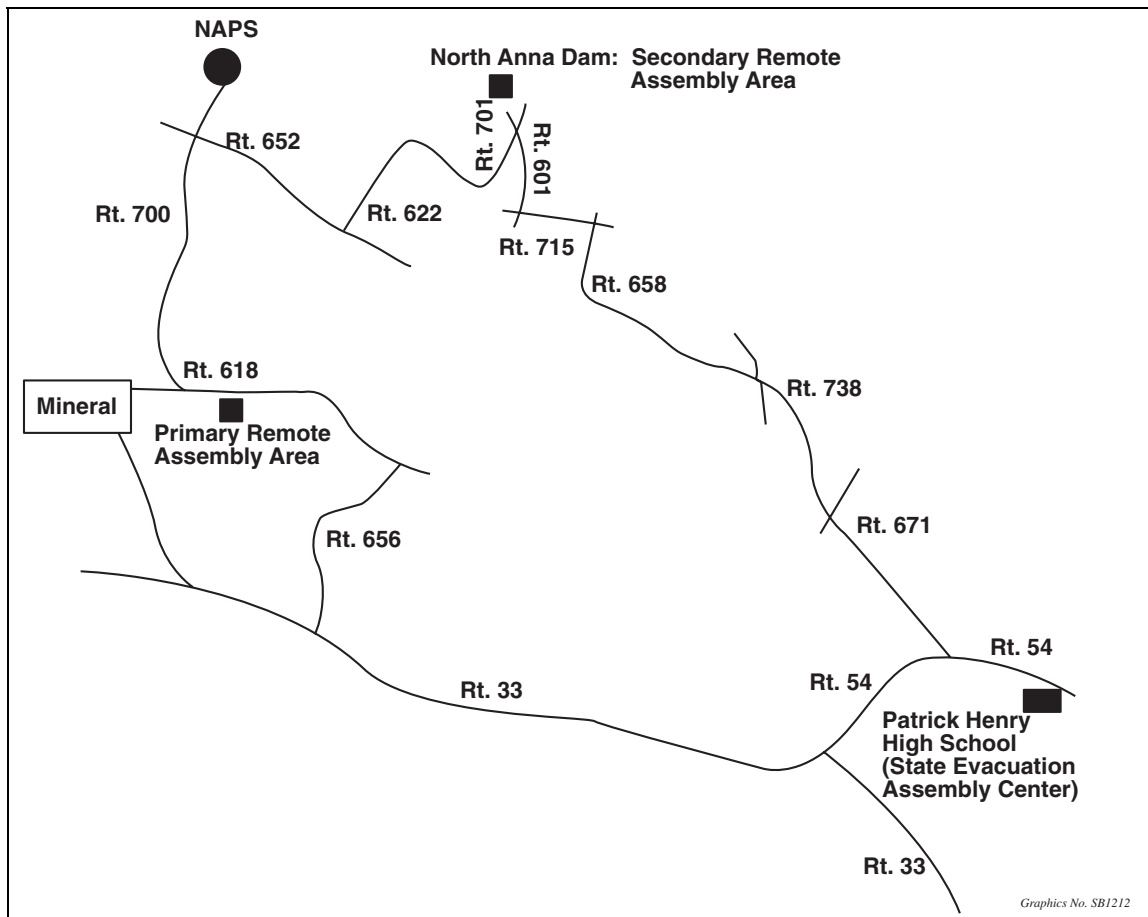 NAPS
North Anna Dam: Secondary Remote
Assembly Area
Rt. 701
Rt. 601
Rt. 652
Rt. 700
Rt. 622
Rt. 715
Rt. 658
Rt. 618
Mineral
Primary Remote
Assembly Area
Rt. 738
Rt. 656
Rt. 671
Rt. 54
Rt. 33
Rt. 54
Patrick Henry
High School
(State Evacuation
Assembly Center)
Rt. 33
Graphics No. SB1212